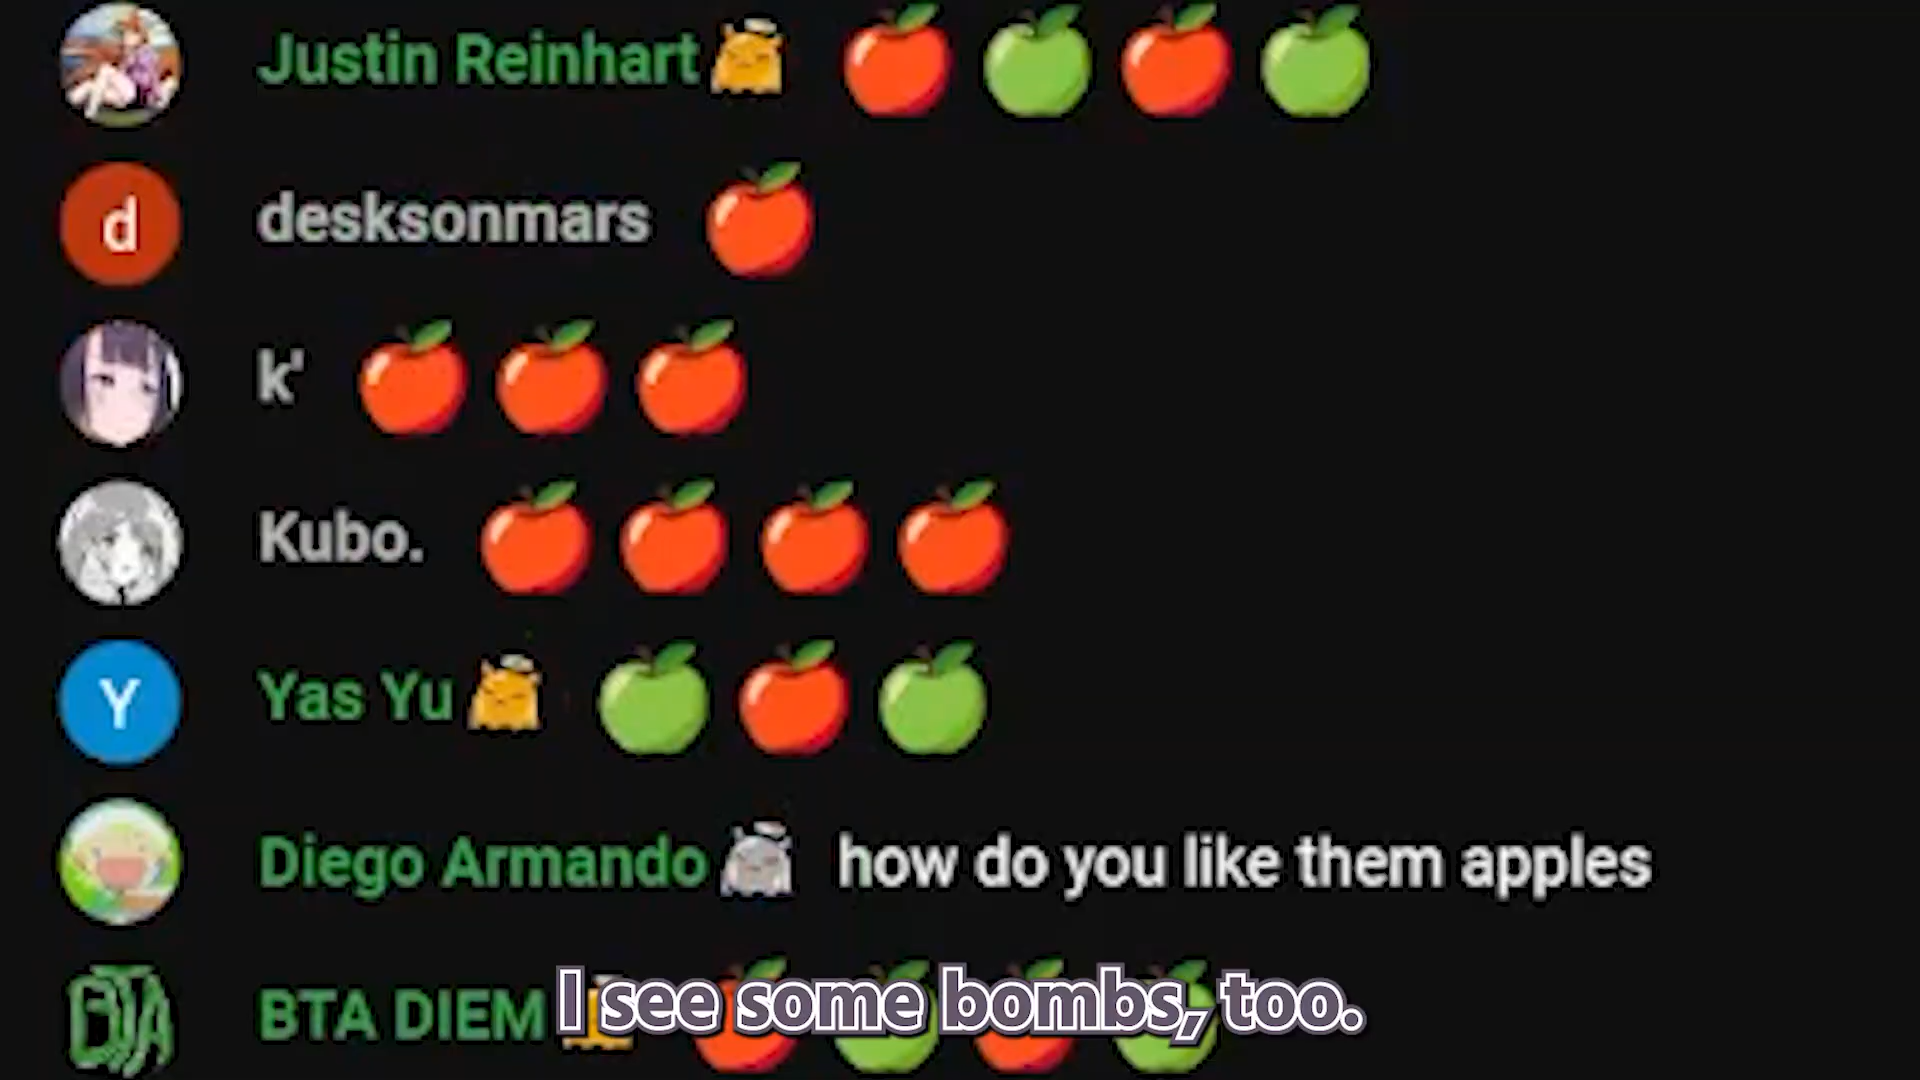 Justin Reinhart 🍎 🍏 🍎 🍏
d desksonmars 🍎
k' 🍎 🍎 🍎
Kubo. 🍎 🍎 🍎 🍎
Y Yas Yu 🍏 🍎 🍏
Diego Armando how do you like them apples
BTA BTA DIEM 🍎 🍏 🍎 🍏
I see some bombs, too.